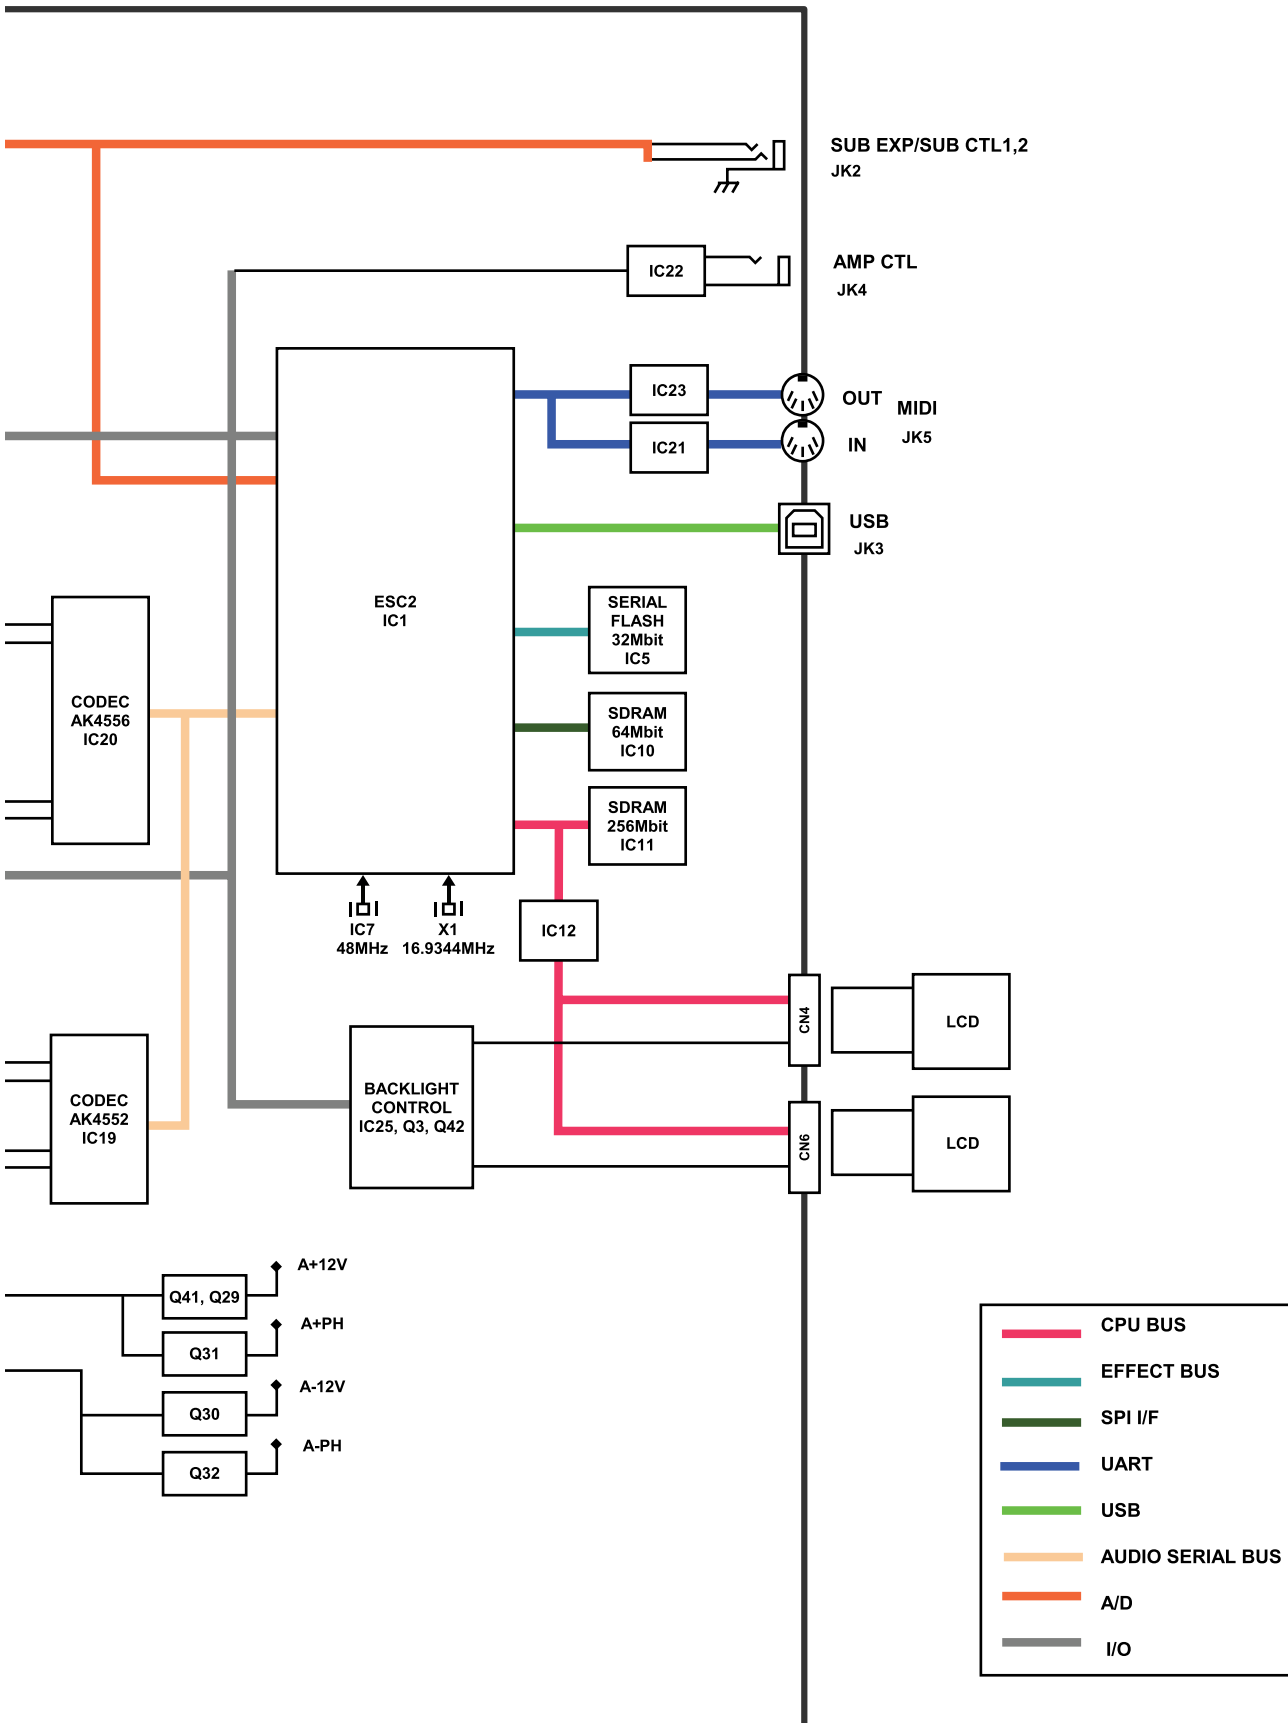 SUB EXP/SUB CTL1,2
JK2
AMP CTL
JK4
IC22
IC23
OUT
MIDI
JK5
IC21
IN
USB
JK3
ESC2
IC1
SERIAL
FLASH
32Mbit
IC5
SDRAM
64Mbit
IC10
SDRAM
256Mbit
IC11
CODEC
AK4556
IC20
IC7
48MHz
X1
16.9344MHz
IC12
CN4
LCD
CODEC
AK4552
IC19
BACKLIGHT
CONTROL
IC25, Q3, Q42
CN6
LCD
A+12V
Q41, Q29
A+PH
Q31
A-12V
Q30
A-PH
Q32
CPU BUS
EFFECT BUS
SPI I/F
UART
USB
AUDIO SERIAL BUS
A/D
I/O